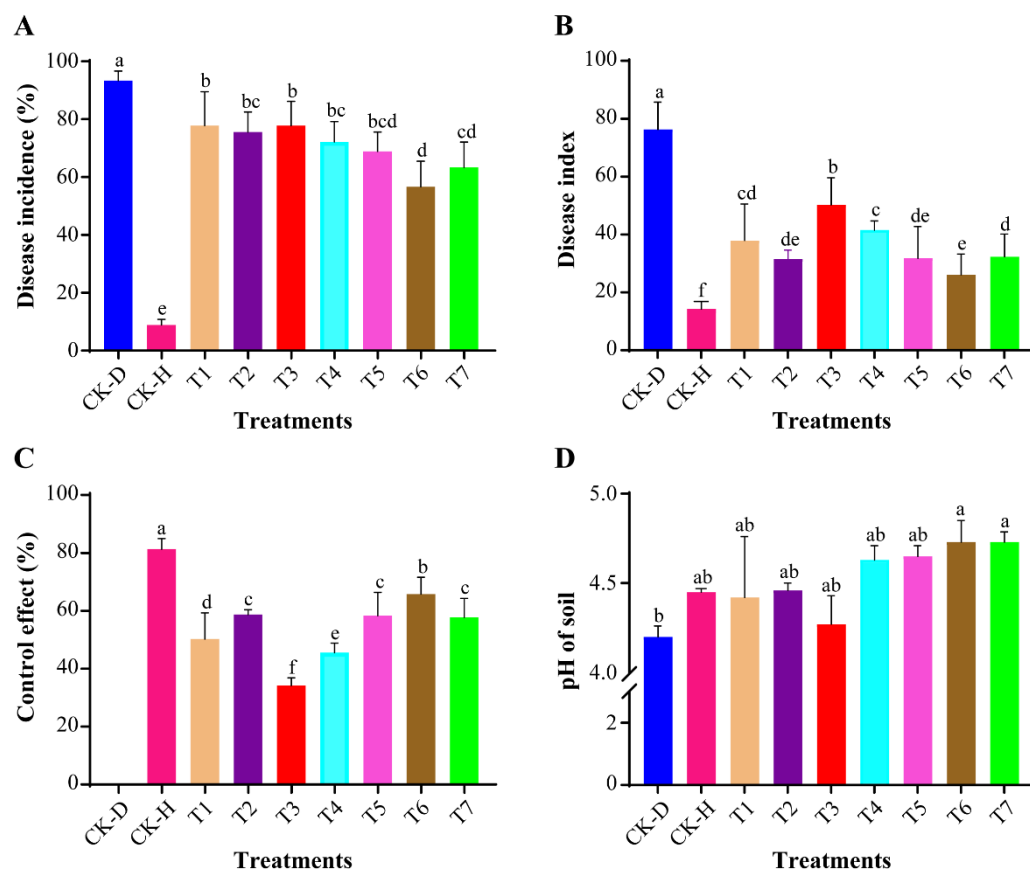 A
Disease incidence (%)
100
80
60
40
20
0
a
e
b
bc
b
bc
bcd
d
cd
CK-D
CK-H
T1
T2
T3
T4
T5
T6
T7
Treatments
B
Disease index
100
80
60
40
20
0
a
f
cd
de
b
c
de
e
d
CK-D
CK-H
T1
T2
T3
T4
T5
T6
T7
Treatments
C
Control effect (%)
100
80
60
40
20
0
a
d
c
f
e
c
b
c
CK-D
CK-H
T1
T2
T3
T4
T5
T6
T7
Treatments
D
pH of soil
5.0
4.5
4.0
2
0
b
ab
ab
ab
ab
ab
ab
a
a
CK-D
CK-H
T1
T2
T3
T4
T5
T6
T7
Treatments